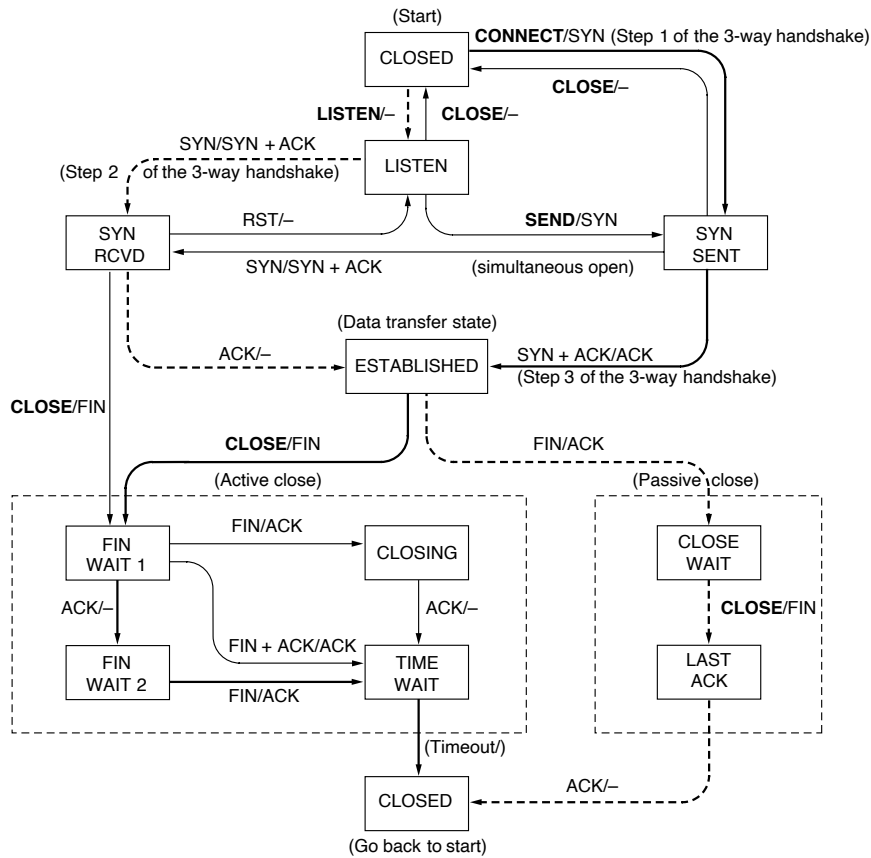 (Start)
CONNECT/SYN (Step 1 of the 3-way handshake)
CLOSED
CLOSE/–
LISTEN/–
CLOSE/–
SYN/SYN + ACK
(Step 2 of the 3-way handshake)
LISTEN
SYN
RCVD
RST/–
SEND/SYN
SYN
SENT
SYN/SYN + ACK
(simultaneous open)
(Data transfer state)
ACK/–
ESTABLISHED
SYN + ACK/ACK
(Step 3 of the 3-way handshake)
CLOSE/FIN
CLOSE/FIN
FIN/ACK
(Active close)
(Passive close)
FIN
WAIT 1
FIN/ACK
CLOSING
CLOSE
WAIT
ACK/–
ACK/–
CLOSE/FIN
FIN + ACK/ACK
FIN
WAIT 2
FIN/ACK
TIME
WAIT
LAST
ACK
(Timeout/)
CLOSED
ACK/–
(Go back to start)